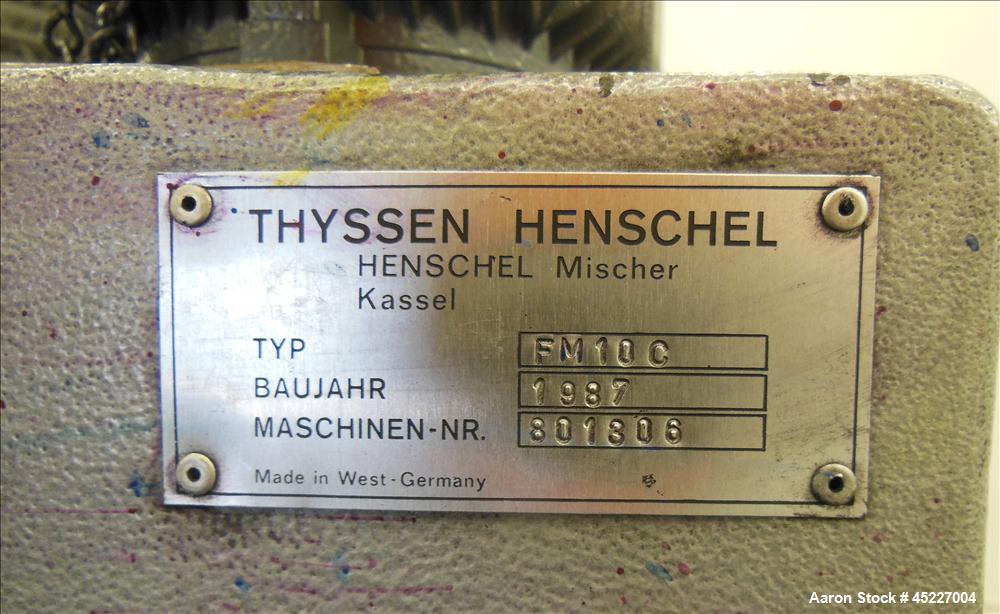 THYSSEN HENSCHEL
HENSCHEL Mischer
Kassel
TYP FM10C
BAUJAHR 1987
MASCHINEN-NR. 801306
Made in West-Germany
Aaron Stock # 45227004